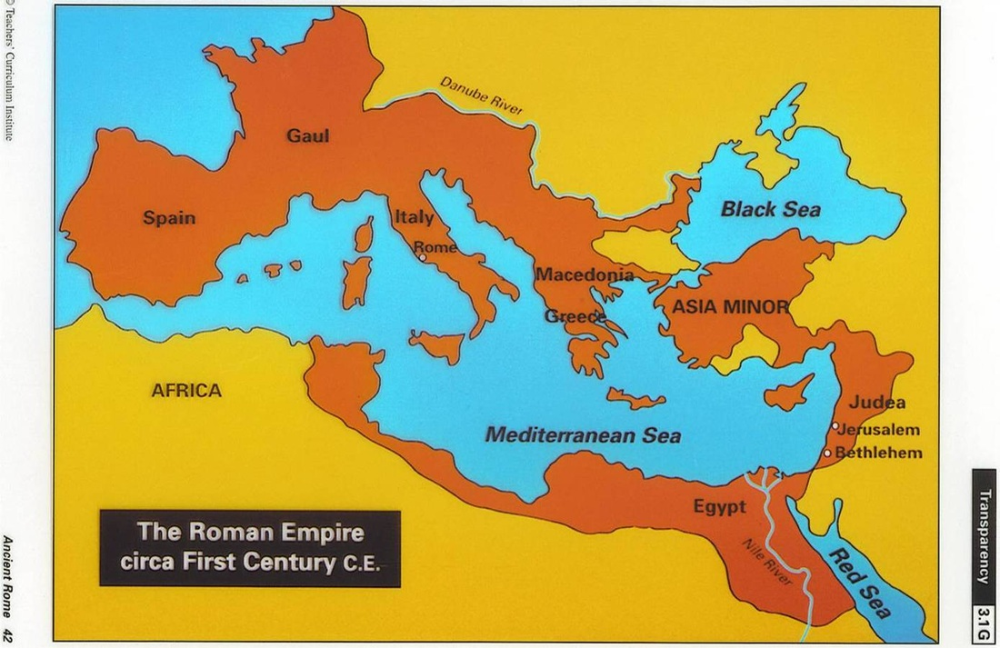 © Teachers' Curriculum Institute
Danube River
Gaul
Black Sea
Spain
Italy
Rome
Macedonia
ASIA MINOR
Greece
AFRICA
Judea
Jerusalem
Mediterranean Sea
Bethlehem
Egypt
Nile River
Red Sea
The Roman Empire
circa First Century C.E.
Transparency 3.1G
Ancient Rome 42